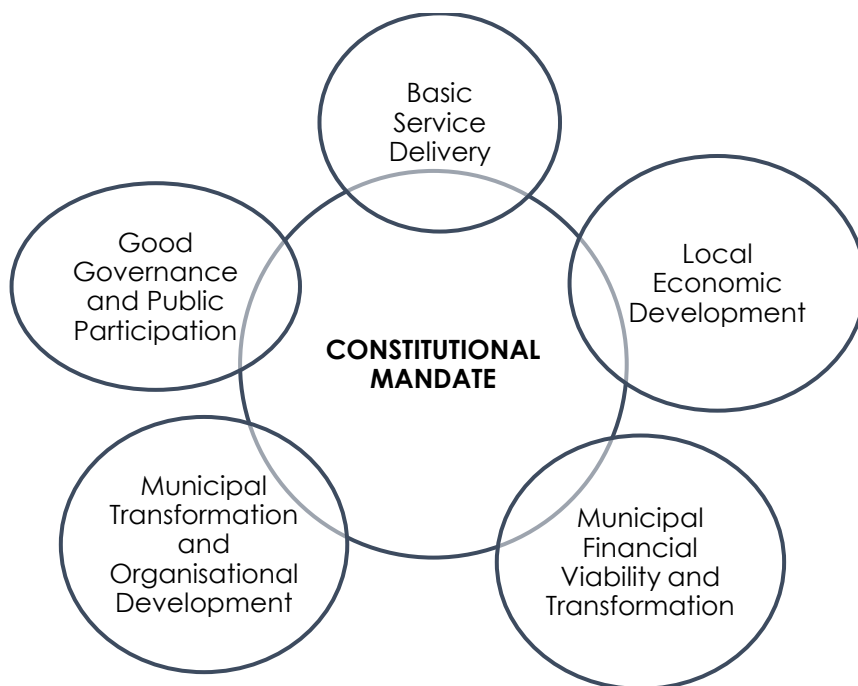 Basic
Service
Delivery
Good
Governance
and Public
Participation
Local
Economic
Development
CONSTITUTIONAL
MANDATE
Municipal
Transformation
and
Organisational
Development
Municipal
Financial
Viability and
Transformation